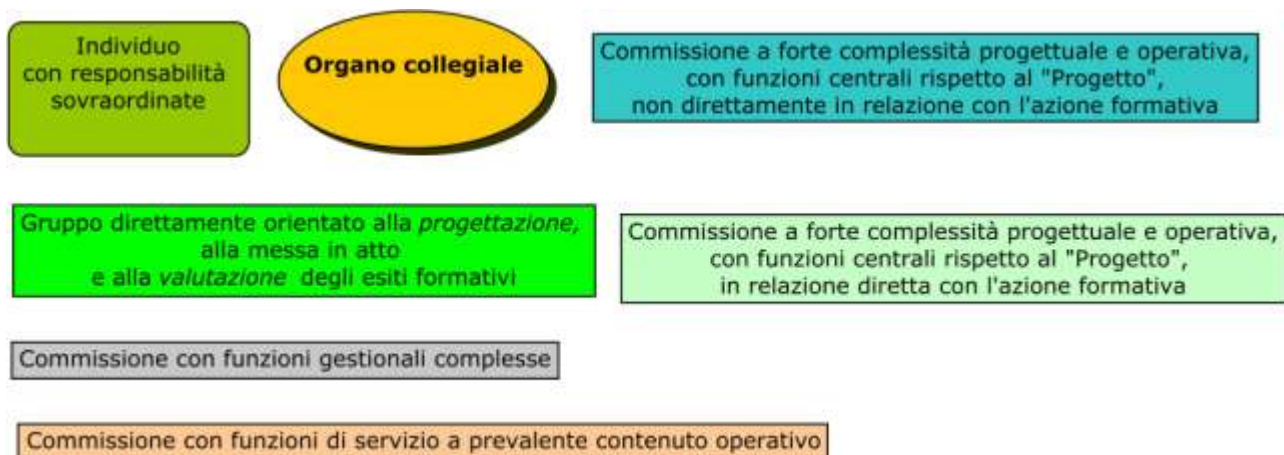 Individuo
con responsabilità
sovraordinate
Organo collegiale
Commissione a forte complessità progettuale e operativa,
con funzioni centrali rispetto al "Progetto",
non direttamente in relazione con l'azione formativa
Gruppo direttamente orientato alla progettazione,
alla messa in atto
e alla valutazione degli esiti formativi
Commissione a forte complessità progettuale e operativa,
con funzioni centrali rispetto al "Progetto",
in relazione diretta con l'azione formativa
Commissione con funzioni gestionali complesse
Commissione con funzioni di servizio a prevalente contenuto operativo